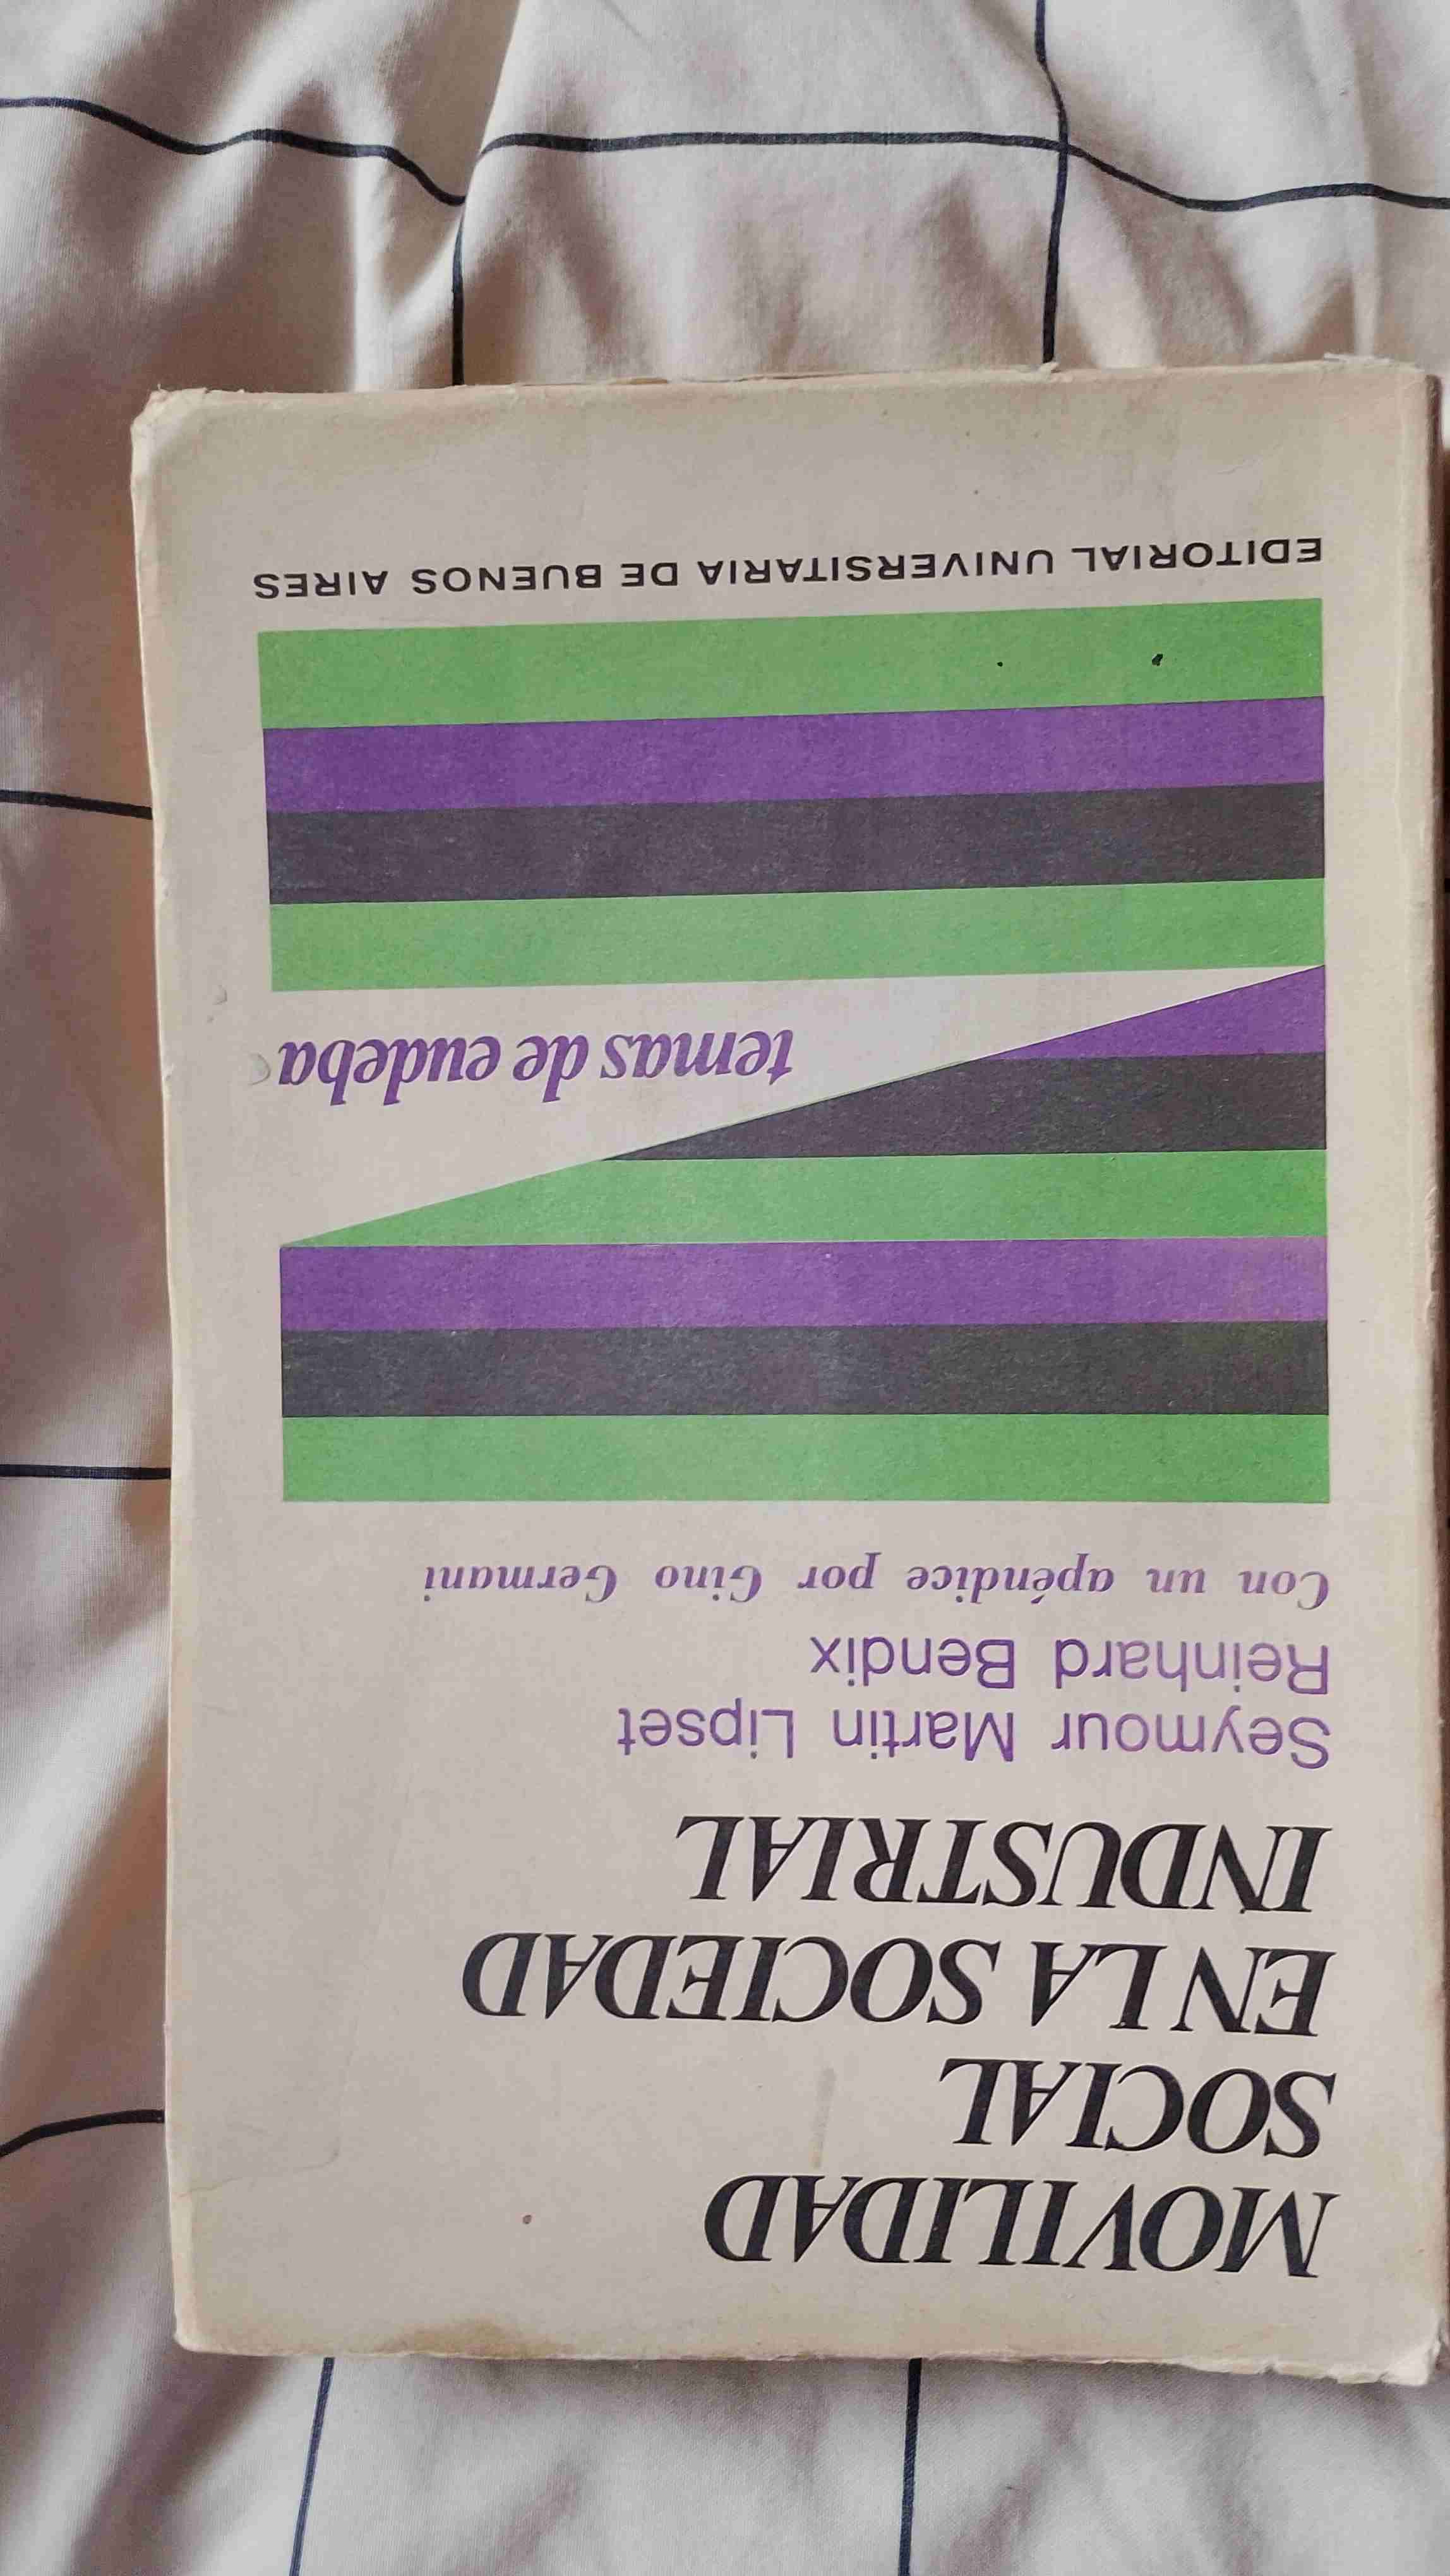 MOVILIDAD
SOCIAL
EN LA SOCIEDAD
INDUSTRIAL
Seymour Martin Lipset
Reinhard Bendix
Con un apéndice por Gino Germani
temas de eudeba
EDITORIAL UNIVERSITARIA DE BUENOS AIRES